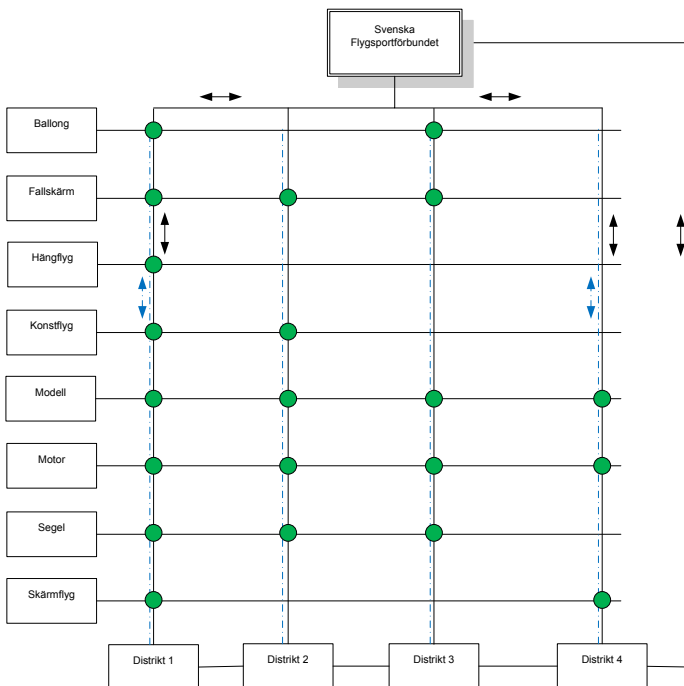 Svenska
Flygsportförbundet
Ballong
Fallskärm
Hängflyg
Konstflyg
Modell
Motor
Segel
Skärmflyg
Distrikt 1
Distrikt 2
Distrikt 3
Distrikt 4